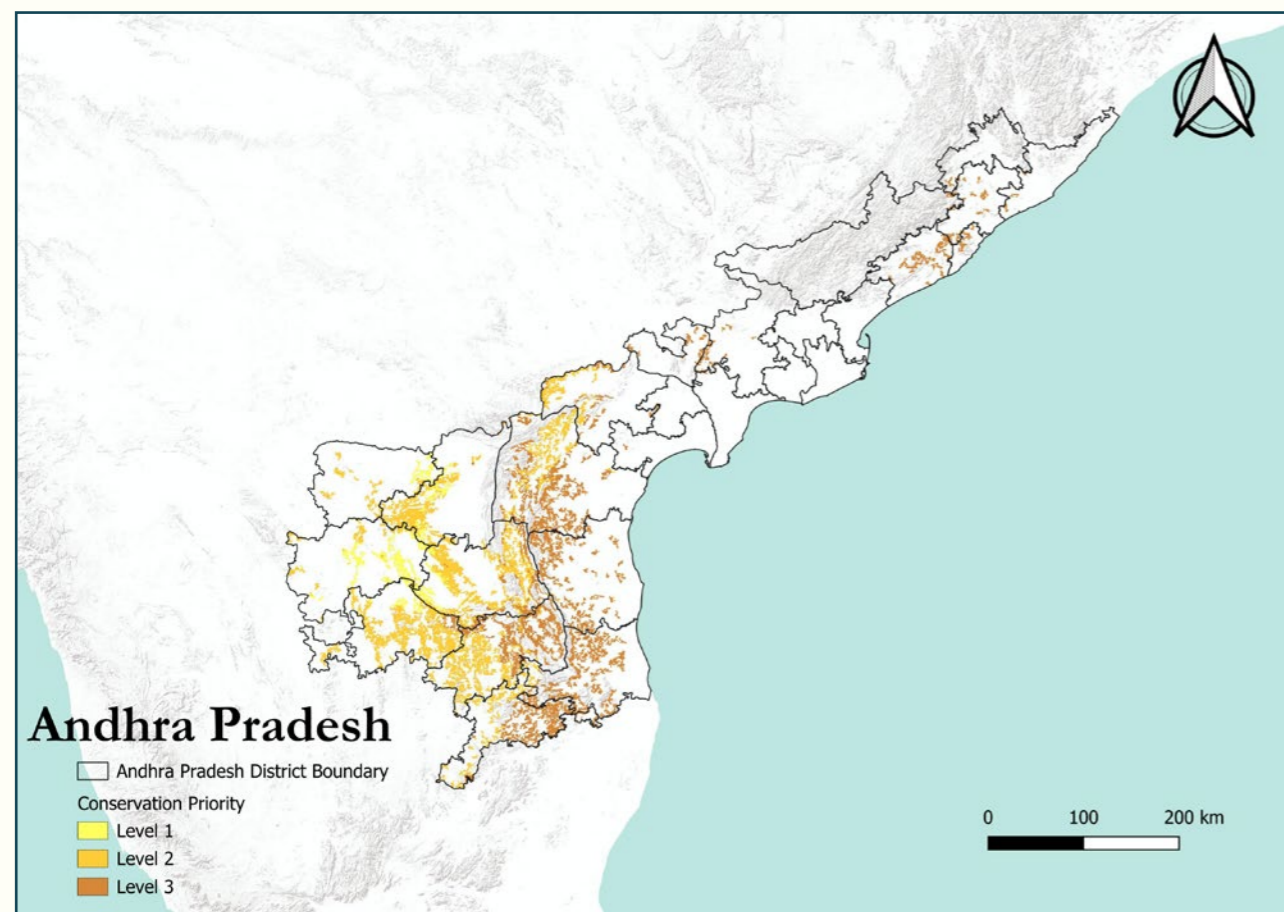 Andhra Pradesh
Andhra Pradesh District Boundary
Conservation Priority
Level 1
Level 2
Level 3
0 100 200 km